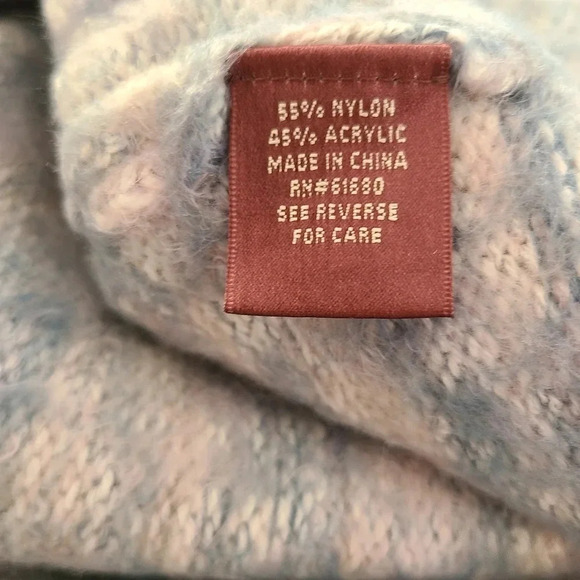 55% NYLON
45% ACRYLIC
MADE IN CHINA
RN#61680
SEE REVERSE
FOR CARE